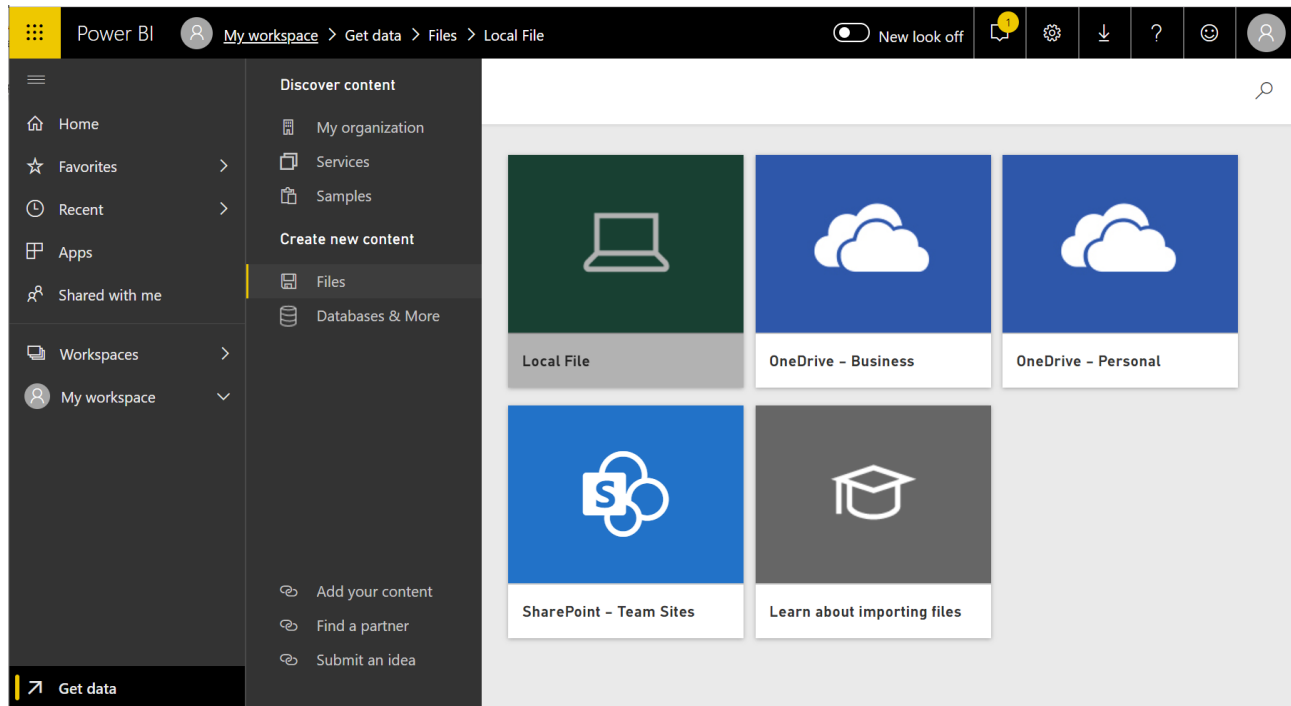 Power BI My workspace > Get data > Files > Local File New look off 1 ?
Home
Favorites
Recent
Apps
Shared with me
Workspaces
My workspace
Get data
Discover content
My organization
Services
Samples
Create new content
Files
Databases & More
Add your content
Find a partner
Submit an idea
Local File
OneDrive – Business
OneDrive – Personal
S
SharePoint – Team Sites
Learn about importing files